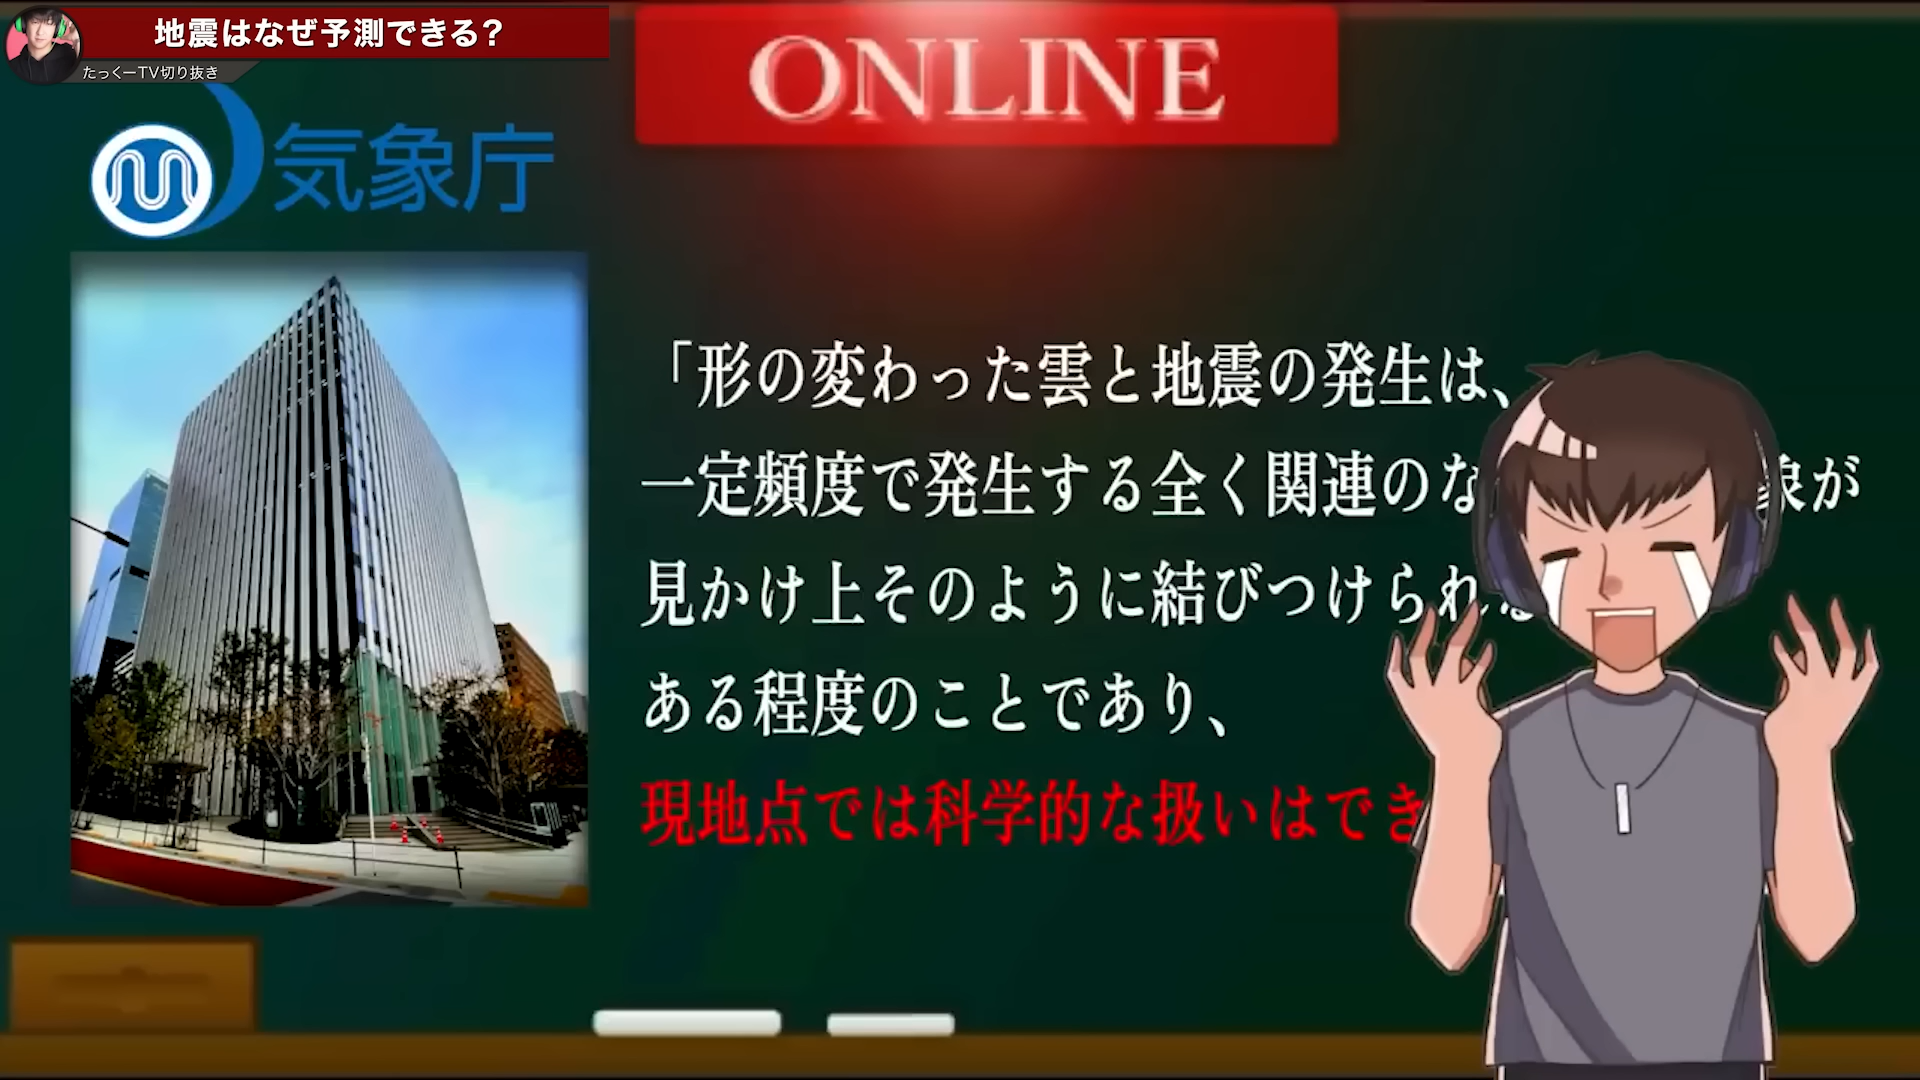 地震はなぜ予測できる？
たっくーTV切り抜き
ONLINE
気象庁
「形の変わった雲と地震の発生は、
一定頻度で発生する全く関連のな 象が
見かけ上そのように結びつけられ
ある程度のことであり、
現地点では科学的な扱いはでき